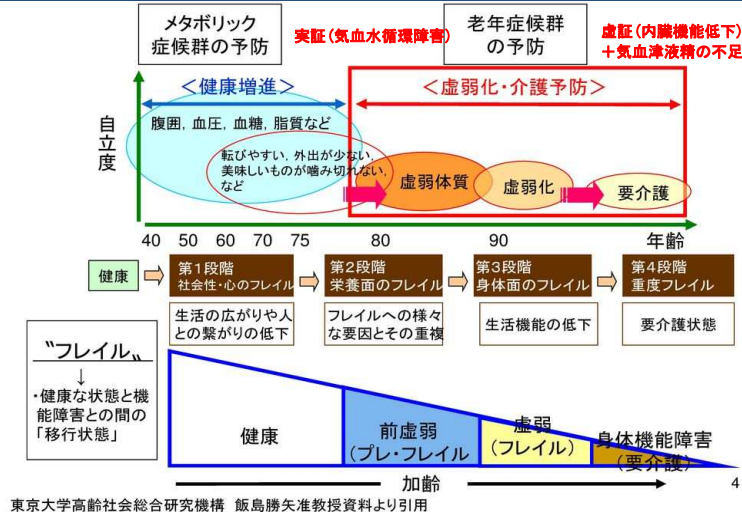 メタボリック
症候群の予防
実証(気血水循環障害)
老年症候群
の予防
虚証(内臓機能低下)
＋気血津液精の不足
＜健康増進＞
＜虚弱化・介護予防＞
自立度
腹囲, 血圧, 血糖, 脂質など
転びやすい, 外出が少ない,
美味しいものが噛み切れない,
など
虚弱体質
虚弱化
要介護
40 50 60 70 75 80 90 年齢
健康
第1段階
社会性・心のフレイル
第2段階
栄養面のフレイル
第3段階
身体面のフレイル
第4段階
重度フレイル
生活の広がりや人
との繋がりの低下
フレイルへの様々
な要因とその重複
生活機能の低下
要介護状態
〝フレイル〟
↓
・健康な状態と機
能障害との間の
「移行状態」
健康
前虚弱
(プレ・フレイル
虚弱
(フレイル)
身体機能障害
(要介護)
加齢
4
東京大学高齢社会総合研究機構 飯島勝矢准教授資料より引用